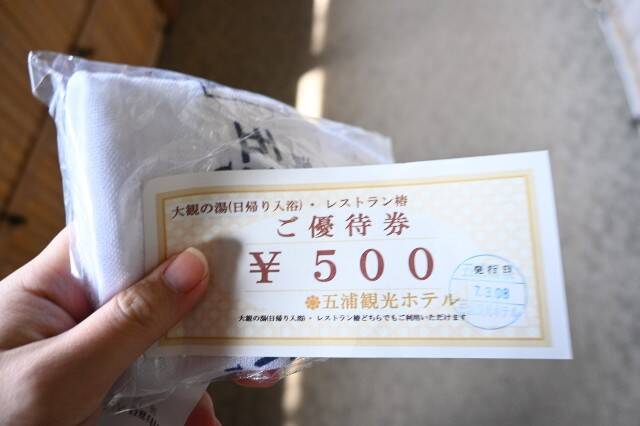 大観の湯(日帰り入浴)・レストラン椿
ご優待券
¥500
五浦観光ホテル
大観の湯(日帰り入浴)・レストラン椿どちらでもご利用いただけます
発行日
7.3.08